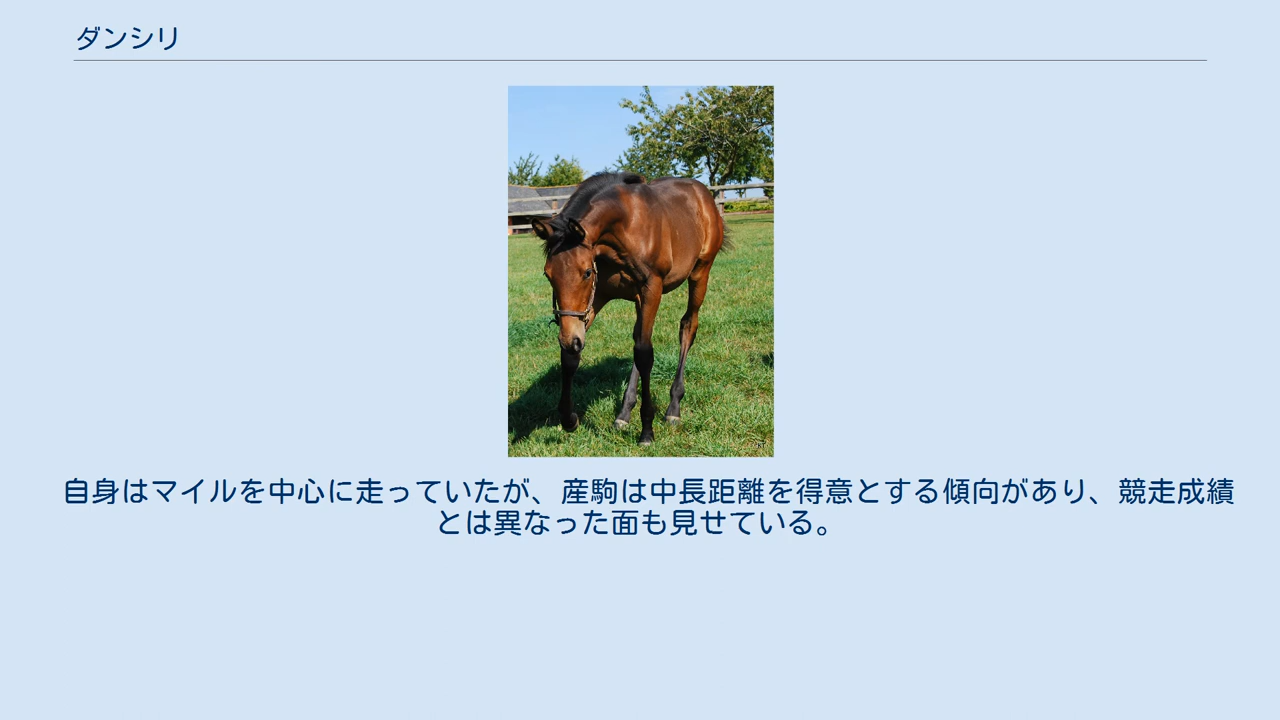 ダンシリ
自身はマイルを中心に走っていたが、産駒は中長距離を得意とする傾向があり、競走成績
とは異なった面も見せている。